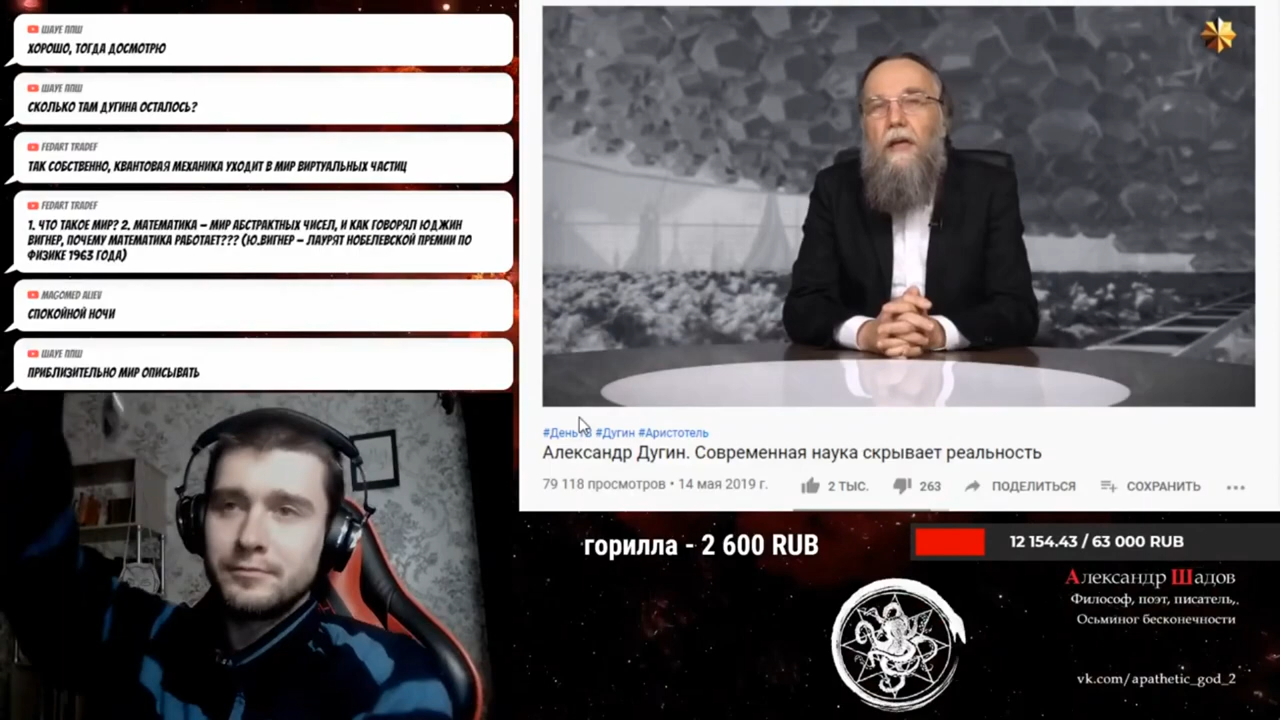 ШАУЕ ППШ
ХОРОШО, ТОГДА ДОСМОТРЮ
ШАУЕ ППШ
СКОЛЬКО ТАМ ДУГИНА ОСТАЛОСЬ?
FEDART TRADEF
ТАК СОБСТВЕННО, КВАНТОВАЯ МЕХАНИКА УХОДИТ В МИР ВИРТУАЛЬНЫХ ЧАСТИЦ
FEDART TRADEF
1. ЧТО ТАКОЕ МИР? 2. МАТЕМАТИКА – МИР АБСТРАКТНЫХ ЧИСЕЛ, И КАК ГОВОРЯЛ ЮДЖИН
ВИГНЕР, ПОЧЕМУ МАТЕМАТИКА РАБОТАЕТ??? (Ю.ВИГНЕР – ЛАУРЯТ НОБЕЛЕВСКОЙ ПРЕМИИ ПО
ФИЗИКЕ 1963 ГОДА)
MAGOMED ALIEV
СПОКОЙНОЙ НОЧИ
ШАУЕ ППШ
ПРИБЛИЗИТЕЛЬНО МИР ОПИСЫВАТЬ
#Дугин #Аристотель
Александр Дугин. Современная наука скрывает реальность
79 118 просмотров • 14 мая 2019 г. 2 ТЫС. 263 ПОДЕЛИТЬСЯ СОХРАНИТЬ
горилла - 2 600 RUB
12 154.43 / 63 000 RUB
Александр Шадов
Философ, поэт, писатель,.
Осьминог бесконечности
vk.com/apathetic_god_2